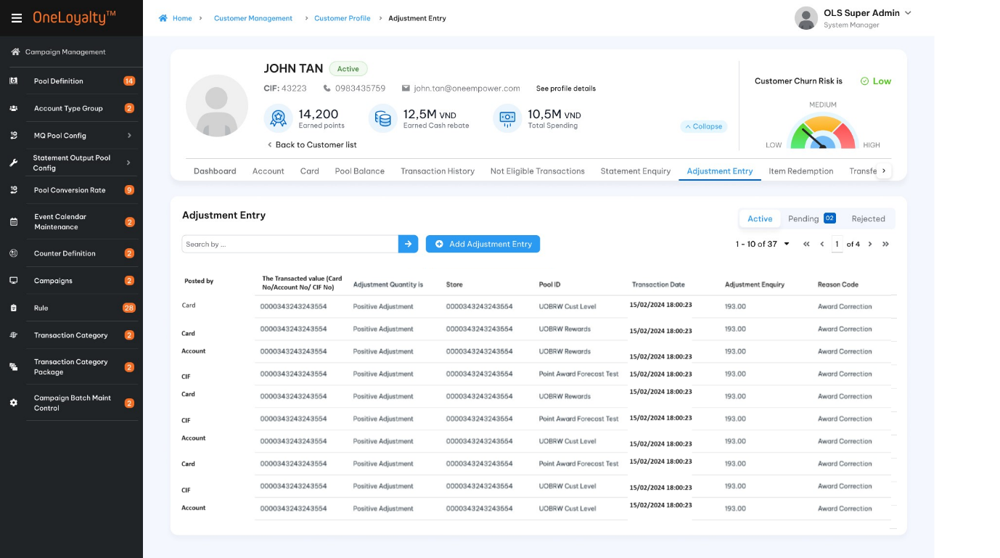 OneLoyalty™
Home > Customer Management > Customer Profile > Adjustment Entry
OLS Super Admin
System Manager
Campaign Management
Pool Definition 14
Account Type Group 2
MQ Pool Config
Statement Output Pool
Config
Pool Conversion Rate 9
Event Calendar
Maintenance 2
Counter Definition 2
Campaigns 2
Rule 28
Transaction Category 2
Transaction Category
Package 2
Campaign Batch Maint
Control 2
JOHN TAN Active
CIF: 43223 0983435759 john.tan@oneempower.com See profile details
14,200
Earned points
12,5M VND
Earned Cash rebate
10,5M VND
Total Spending
Collapse
< Back to Customer list
Customer Churn Risk is Low
MEDIUM
LOW HIGH
Dashboard Account Card Pool Balance Transaction History Not Eligible Transactions Statement Enquiry Adjustment Entry Item Redemption Transfe
Adjustment Entry
Active Pending 02 Rejected
Search by ... Add Adjustment Entry
1 - 10 of 37 << < 1 of 4 > >>
Posted by The Transacted value (Card
No/Account No/ CIF No) Adjustment Quantity is Store Pool ID Transaction Date Adjustment Enquiry Reason Code
Card 0000343243243554 Positive Adjustment 0000343243243554 UOBRW Cust Level 15/02/2024 18:00:23 193.00 Award Correction
Card 0000343243243554 Positive Adjustment 0000343243243554 UOBRW Rewards 15/02/2024 18:00:23 193.00 Award Correction
Account 0000343243243554 Positive Adjustment 0000343243243554 UOBRW Rewards 15/02/2024 18:00:23 193.00 Award Correction
CIF 0000343243243554 Positive Adjustment 0000343243243554 Point Award Forecast Test 15/02/2024 18:00:23 193.00 Award Correction
Card 0000343243243554 Positive Adjustment 0000343243243554 UOBRW Rewards 15/02/2024 18:00:23 193.00 Award Correction
CIF 0000343243243554 Positive Adjustment 0000343243243554 Point Award Forecast Test 15/02/2024 18:00:23 193.00 Award Correction
Account 0000343243243554 Positive Adjustment 0000343243243554 UOBRW Cust Level 15/02/2024 18:00:23 193.00 Award Correction
Card 0000343243243554 Positive Adjustment 0000343243243554 Point Award Forecast Test 15/02/2024 18:00:23 193.00 Award Correction
CIF 0000343243243554 Positive Adjustment 0000343243243554 UOBRW Cust Level 15/02/2024 18:00:23 193.00 Award Correction
Account 0000343243243554 Positive Adjustment 0000343243243554 UOBRW Cust Level 15/02/2024 18:00:23 193.00 Award Correction